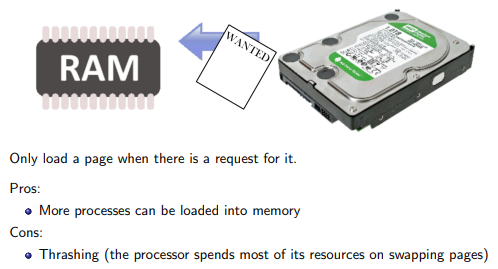 WANTED
RAM
Only load a page when there is a request for it.
Pros:
More processes can be loaded into memory
Cons:
Thrashing (the processor spends most of its resources on swapping pages)